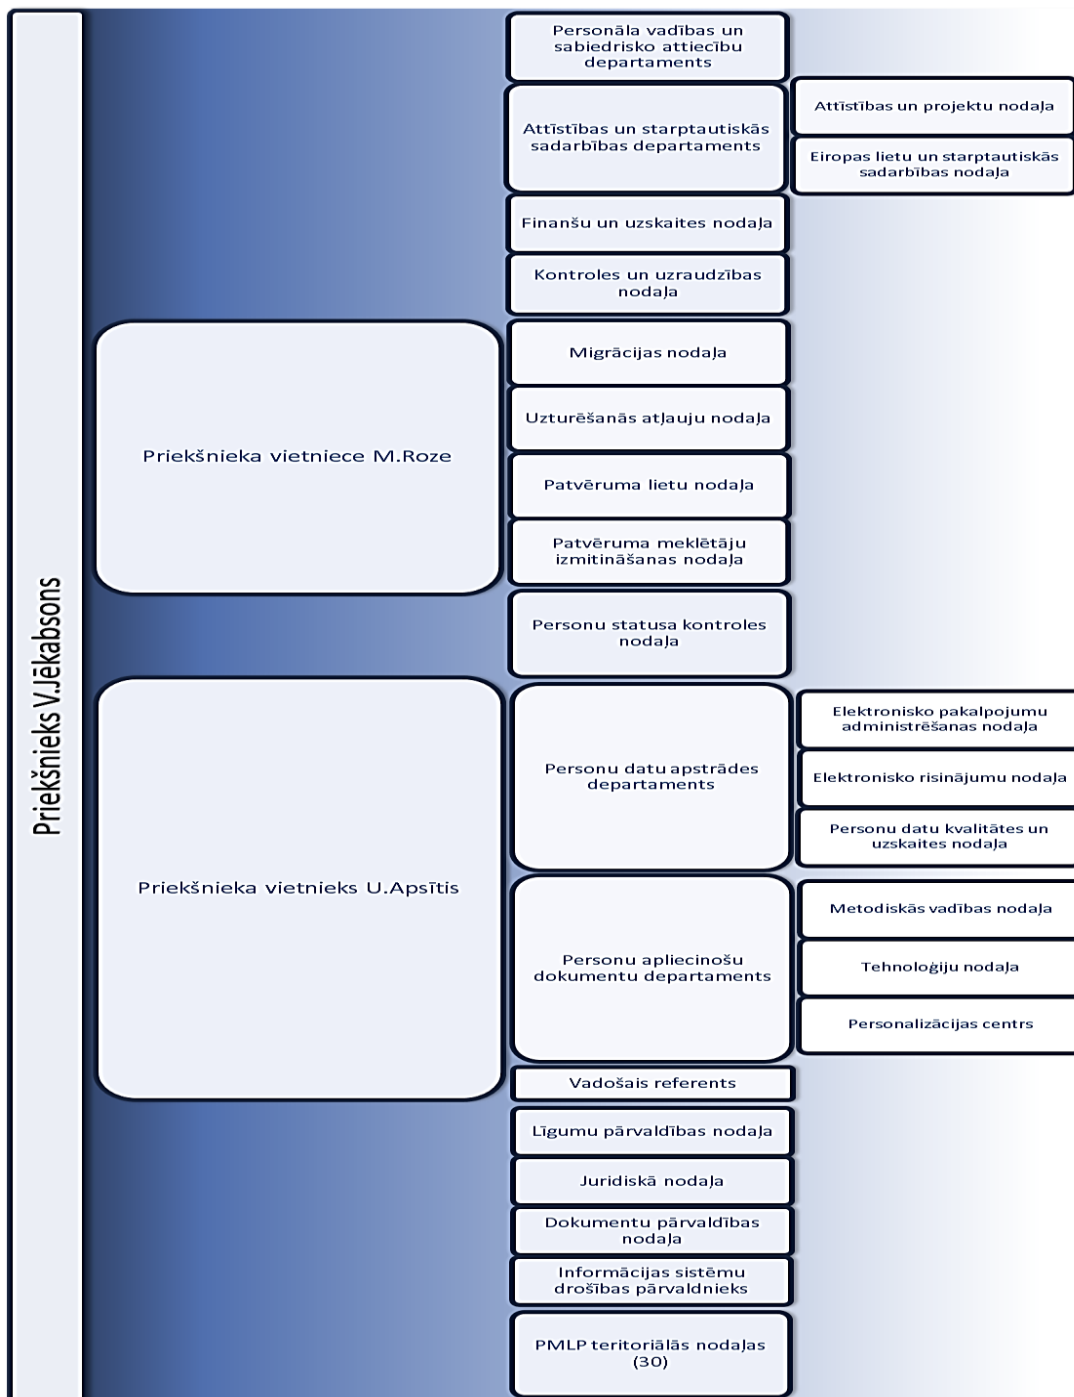 Priekšnieks V.Jēkabsons
Personāla vadības un
sabiedrisko attiecību
departaments
Attīstības un starptautiskās
sadarbības departaments
Attīstības un projektu nodaļa
Eiropas lietu un starptautiskās
sadarbības nodaļa
Finanšu un uzskaites nodaļa
Kontroles un uzraudzības
nodaļa
Priekšnieka vietniece M.Roze
Migrācijas nodaļa
Uzturēšanās atļauju nodaļa
Patvēruma lietu nodaļa
Patvēruma meklētāju
izmitināšanas nodaļa
Personu statusa kontroles
nodaļa
Priekšnieka vietnieks U.Apsītis
Personu datu apstrādes
departaments
Elektronisko pakalpojumu
administrēšanas nodaļa
Elektronisko risinājumu nodaļa
Personu datu kvalitātes un
uzskaites nodaļa
Personu apliecinošu
dokumentu departaments
Metodiskās vadības nodaļa
Tehnoloģiju nodaļa
Personalizācijas centrs
Vadošais referents
Līgumu pārvaldības nodaļa
Juridiskā nodaļa
Dokumentu pārvaldības
nodaļa
Informācijas sistēmu
drošības pārvaldnieks
PMLP teritoriālās nodaļas
(30)